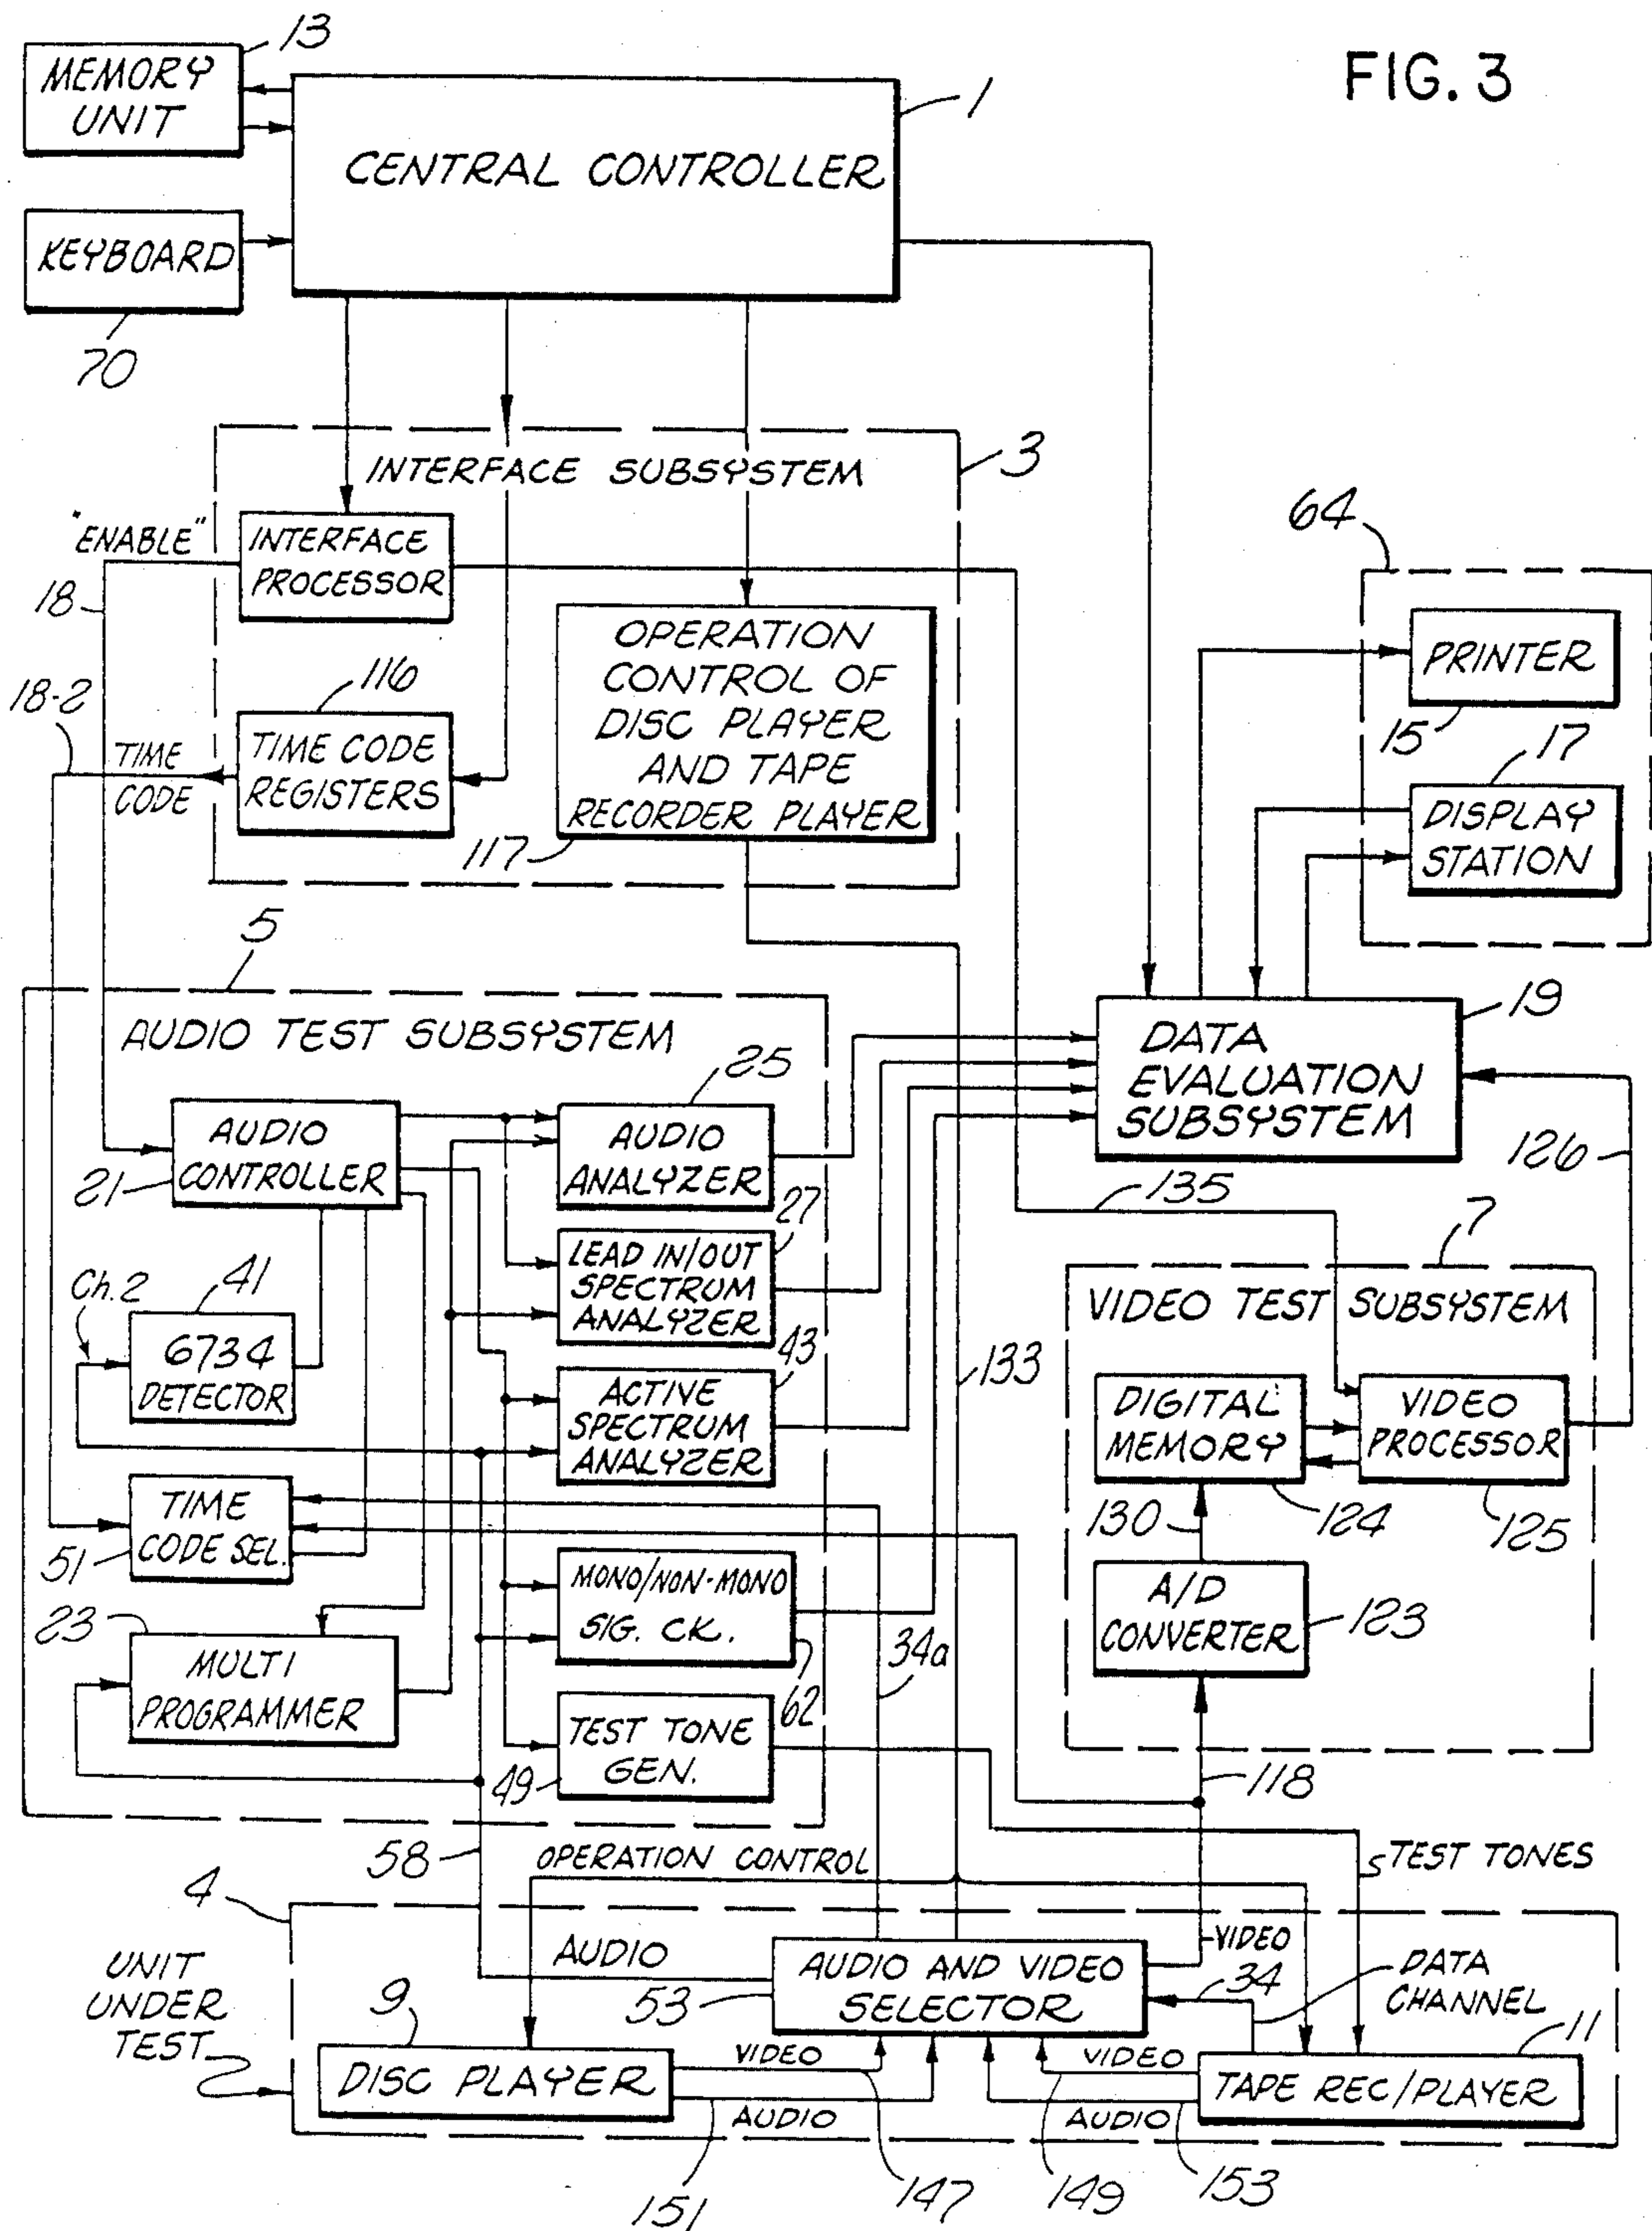 FIG. 3
13
MEMORY
UNIT
1
CENTRAL CONTROLLER
KEYBOARD
70
3
INTERFACE SUBSYSTEM
"ENABLE"
INTERFACE
PROCESSOR
18
64
OPERATION
CONTROL OF
DISC PLAYER
AND TAPE
RECORDER PLAYER
117
PRINTER
15
18-2
116
TIME
CODE
TIME CODE
REGISTERS
17
DISPLAY
STATION
5
AUDIO TEST SUBSYSTEM
19
DATA
EVALUATION
SUBSYSTEM
25
AUDIO
CONTROLLER
21
AUDIO
ANALYZER
126
135
27
7
LEAD IN/OUT
SPECTRUM
ANALYZER
VIDEO TEST SUBSYSTEM
Ch.2
41
6734
DETECTOR
43
133
ACTIVE
SPECTRUM
ANALYZER
DIGITAL
MEMORY
VIDEO
PROCESSOR
124
125
130
TIME
CODE SEL.
51
MONO/NON-MONO
SIG. CK.
62
34a
A/D
CONVERTER
123
23
MULTI
PROGRAMMER
TEST TONE
GEN.
49
118
58
OPERATION CONTROL
TEST TONES
4
AUDIO
VIDEO
UNIT
UNDER
TEST
AUDIO AND VIDEO
SELECTOR
53
34
DATA
CHANNEL
9
DISC PLAYER
11
TAPE REC/PLAYER
VIDEO
AUDIO
VIDEO
AUDIO
151
147
149
153